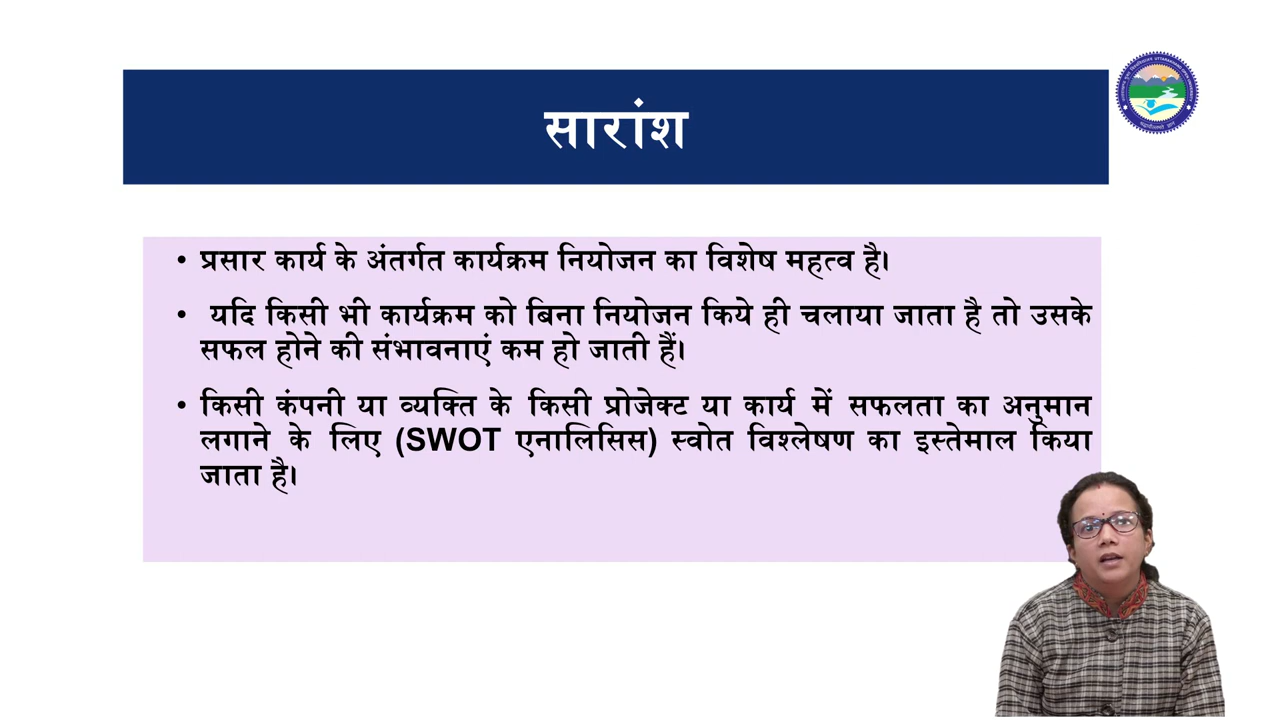 सारांश
• प्रसार कार्य के अंतर्गत कार्यक्रम नियोजन का विशेष महत्व है।
• यदि किसी भी कार्यक्रम को बिना नियोजन किये ही चलाया जाता है तो उसके
सफल होने की संभावनाएं कम हो जाती हैं।
• किसी कंपनी या व्यक्ति के किसी प्रोजेक्ट या कार्य में सफलता का अनुमान
लगाने के लिए (SWOT एनालिसिस) स्वोत विश्लेषण का इस्तेमाल किया
जाता है।